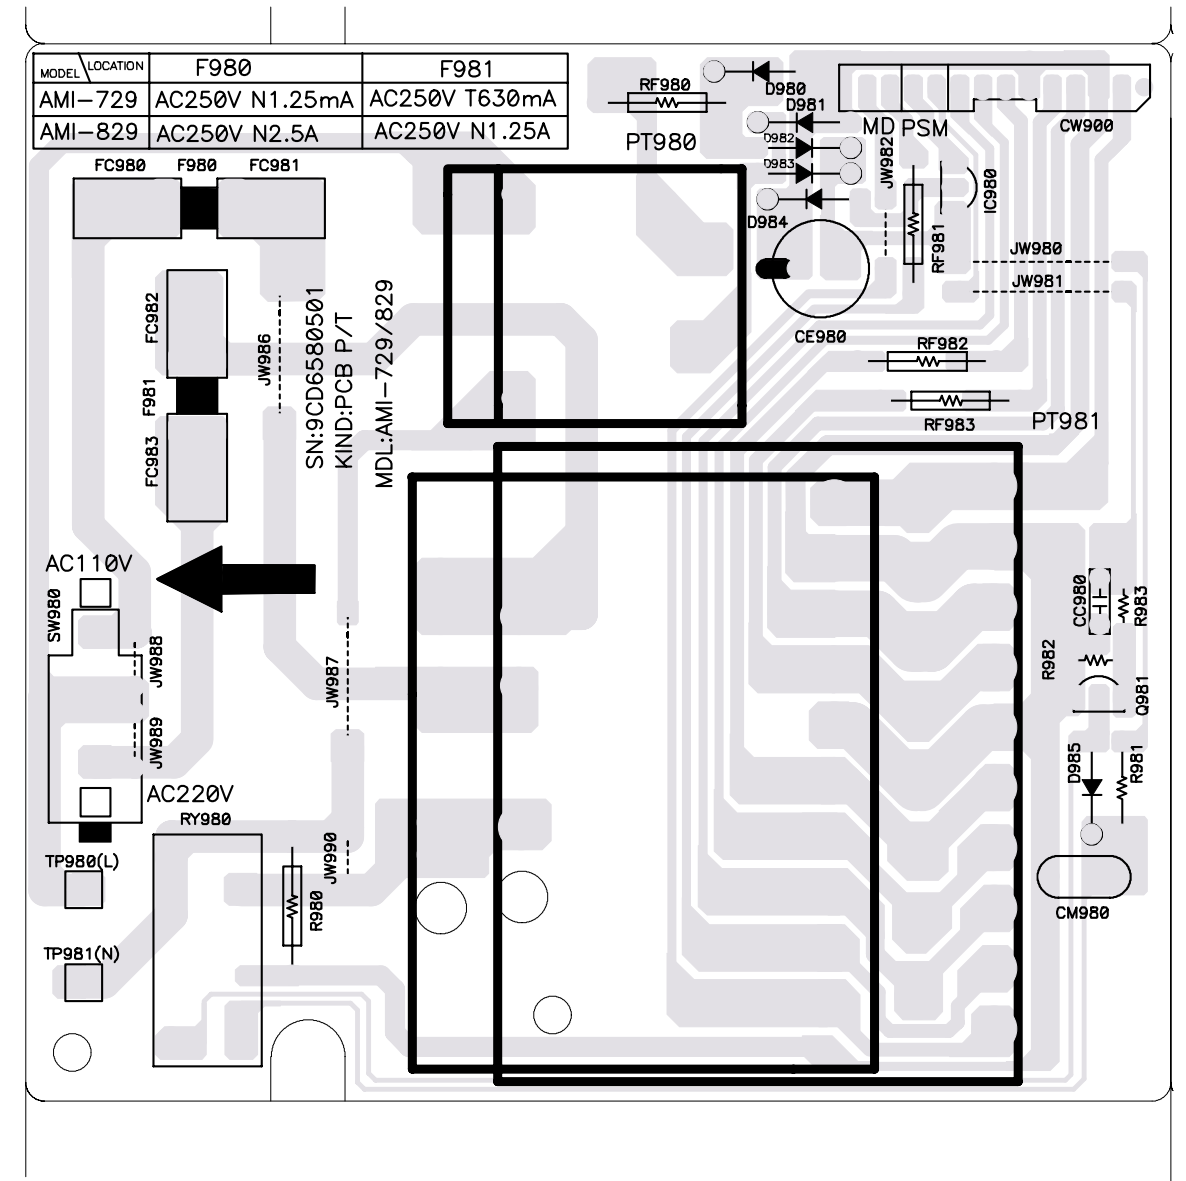 MODEL LOCATION F980 F981
AMI-729 AC250V N1.25mA AC250V T630mA
AMI-829 AC250V N2.5A AC250V N1.25A
RF980
D980
D981
CW900
PT980
MD PSM
D982
D983
JW982
IC980
D984
RF981
FC980 F980 FC981
JW980
JW981
CE980
FC982
JW986
SN:9CD6580501
KIND:PCB P/T
MDL:AMI-729/829
RF982
F981
RF983
PT981
FC983
AC110V
SW980
CC980
R983
JW988
JW987
R982
Q981
JW989
D985
R981
AC220V
RY980
JW990
TP980(L)
R980
CM980
TP981(N)